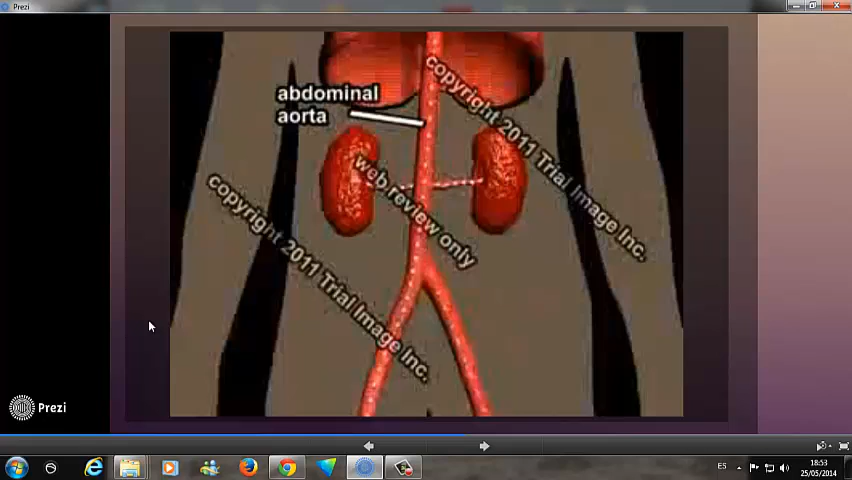 Prezi
abdominal
aorta
copyright 2011 Trial Image Inc.
web review only
copyright 2011 Trial Image Inc.
Prezi
ES
18:53
25/05/2014